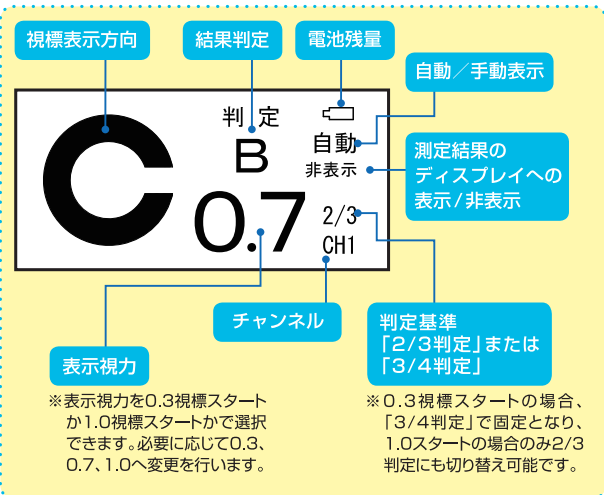 視標表示方向
結果判定
電池残量
自動／手動表示
測定結果の
ディスプレイへの
表示/非表示
判 定
B
0.7
自動
非表示
2/3
CH1
チャンネル
表示視力
判定基準
「2/3判定」または
「3/4判定」
※表示視力を0.3視標スタート
か1.0視標スタートかで選択
できます。必要に応じて0.3、
0.7、1.0へ変更を行います。
※0.3視標スタートの場合、
「3/4判定」で固定となり、
1.0スタートの場合のみ2/3
判定にも切り替え可能です。